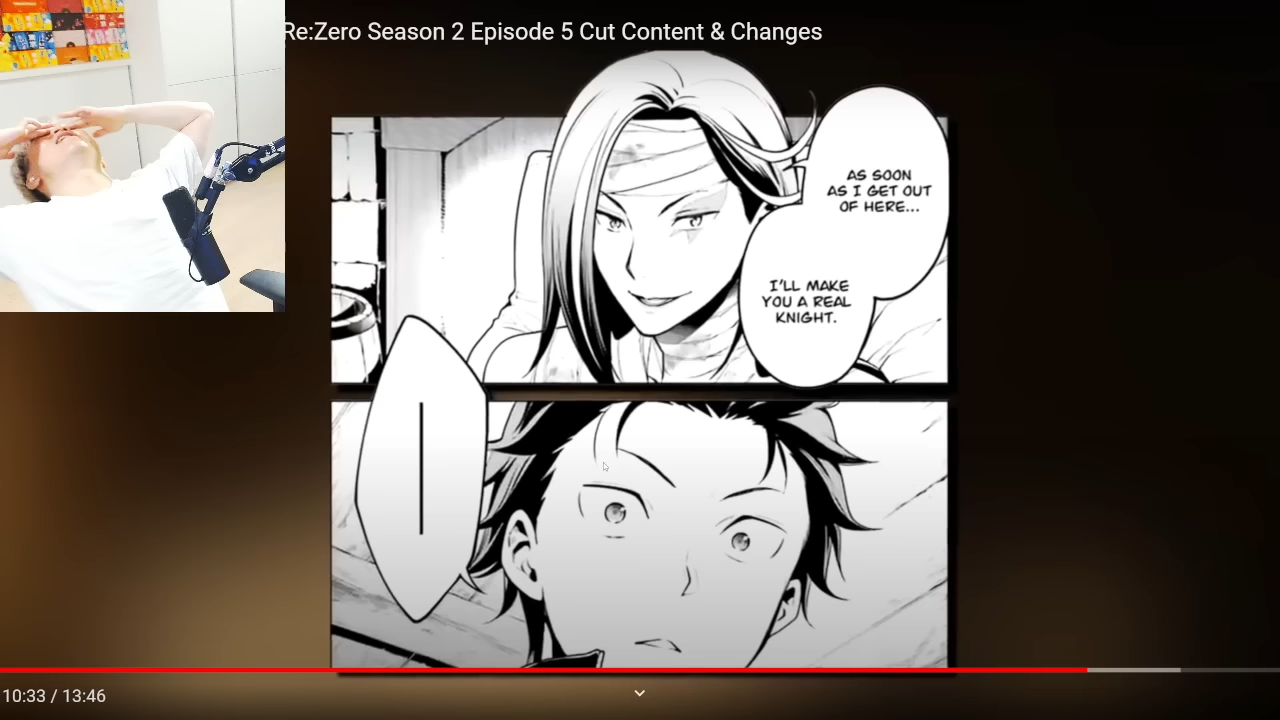 Re:Zero Season 2 Episode 5 Cut Content & Changes
AS SOON
AS I GET OUT
OF HERE...
I'LL MAKE
YOU A REAL
KNIGHT.
10:33 / 13:46